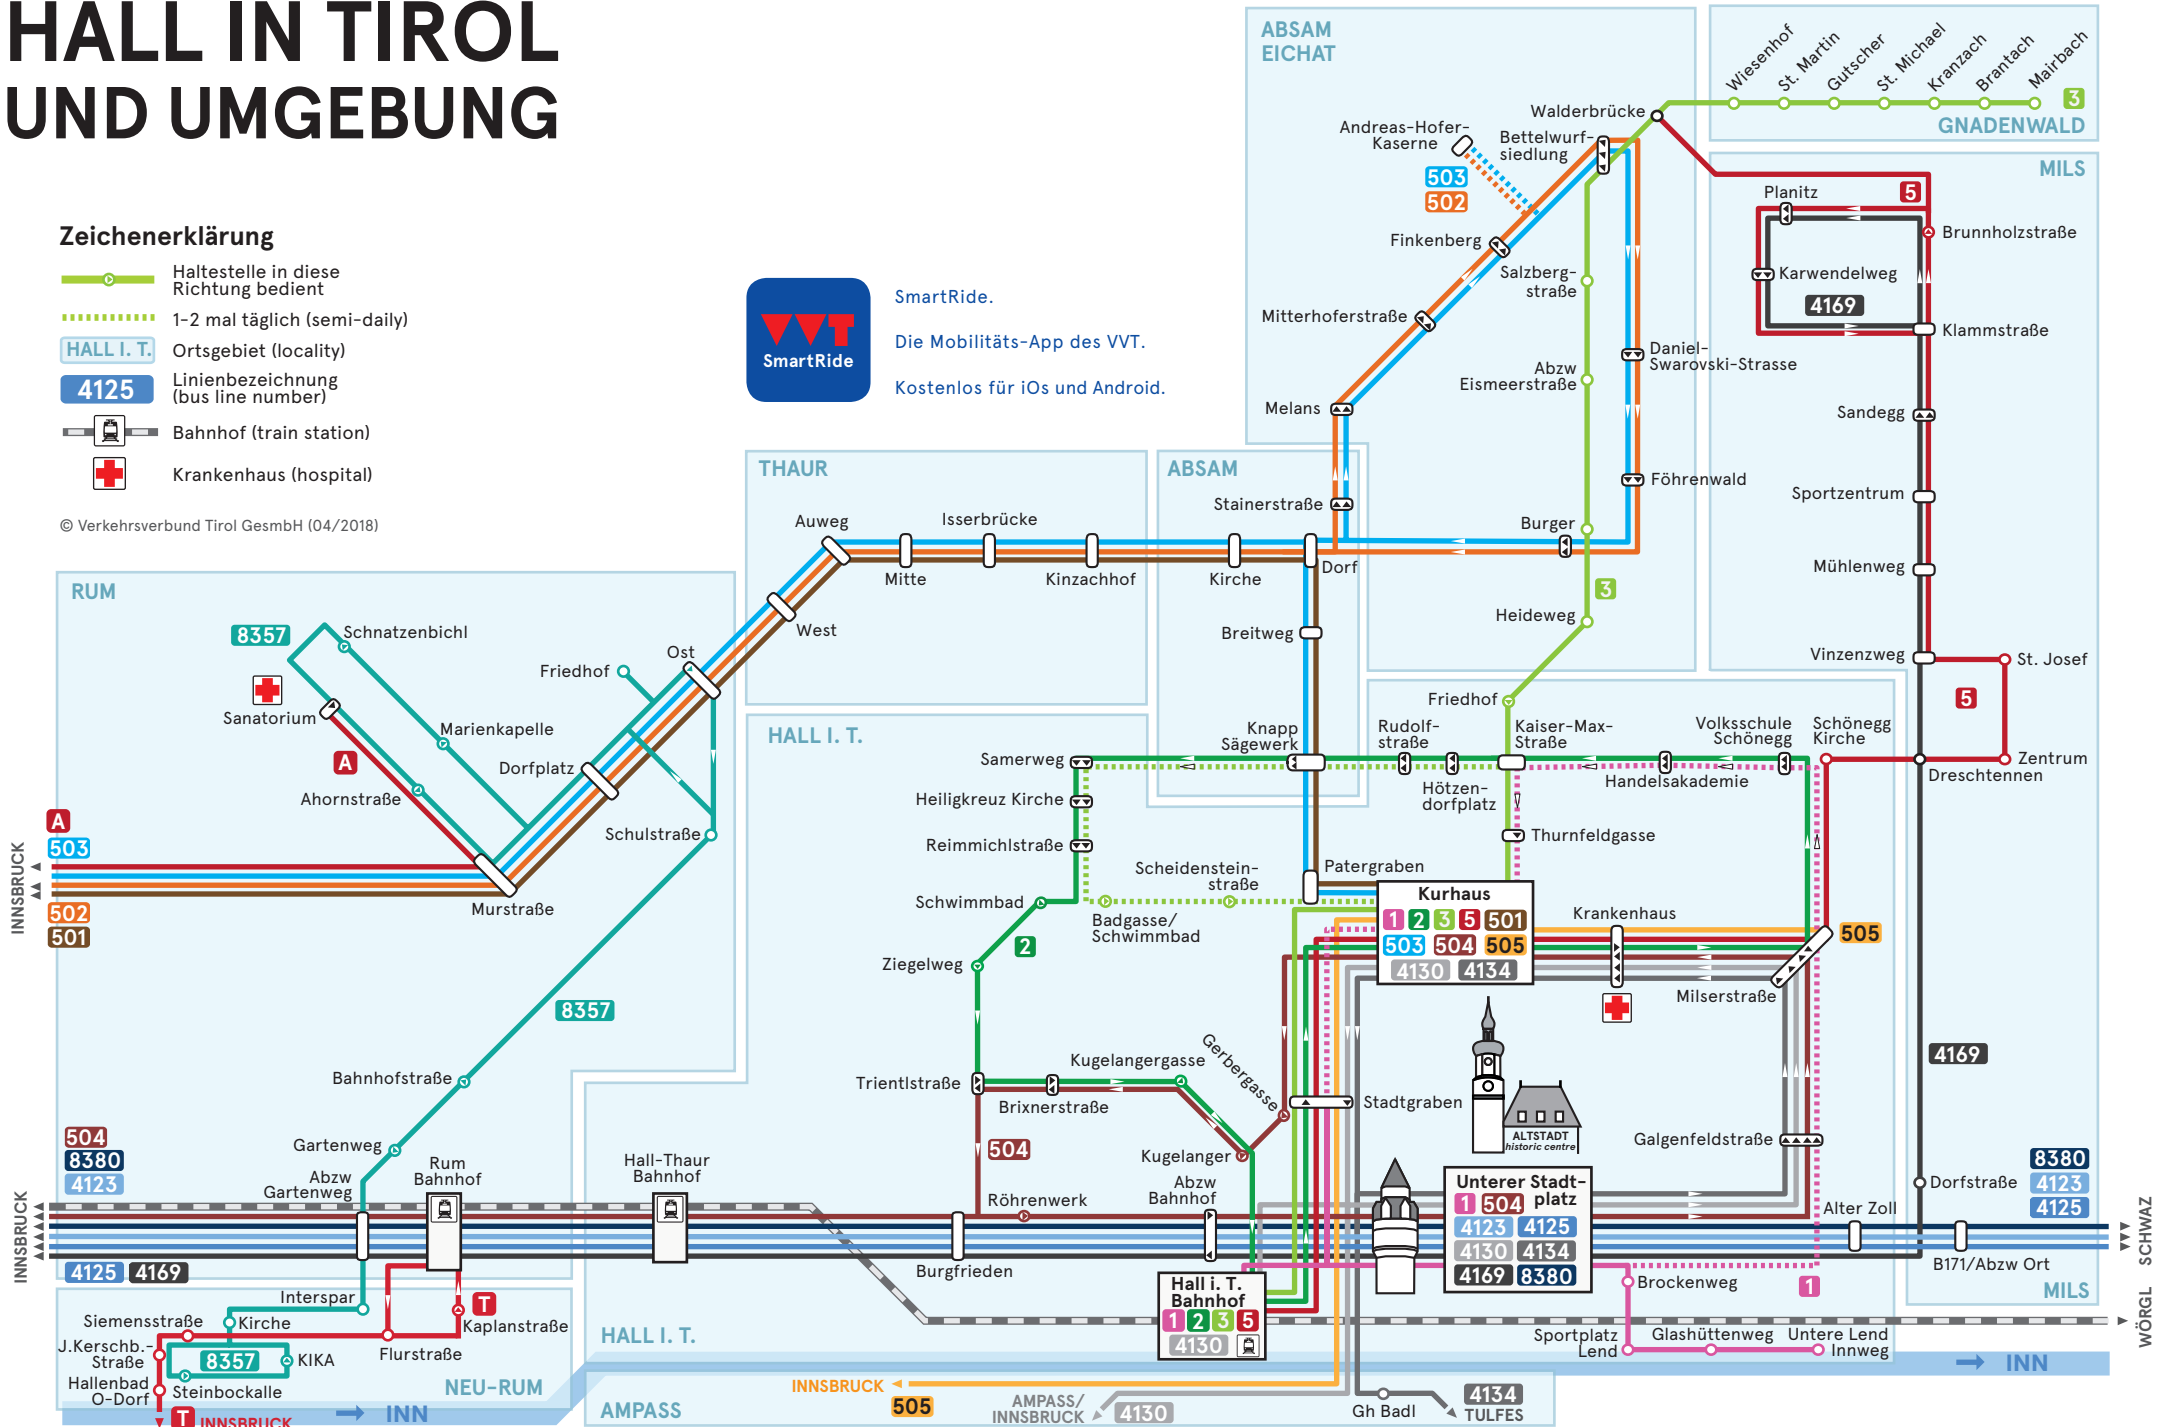 HALL IN TIROL
UND UMGEBUNG
Zeichenerklärung
Haltestelle in diese
Richtung bedient
1-2 mal täglich (semi-daily)
HALL I. T.
Ortsgebiet (locality)
4125
Linienbezeichnung
(bus line number)
Bahnhof (train station)
Krankenhaus (hospital)
© Verkehrsverbund Tirol GesmbH (04/2018)
VVT
SmartRide
SmartRide.
Die Mobilitäts-App des VVT.
Kostenlos für iOs und Android.
ABSAM
EICHAT
Walderbrücke
Andreas-Hofer-
Kaserne
Bettelwurf-
siedlung
503
502
Finkenberg
Salzberg-
straße
Mitterhoferstraße
Abzw
Eismeerstraße
Daniel-
Swarovski-Strasse
Melans
Föhrenwald
Burger
3
Heideweg
Wiesenhof
St. Martin
Gutscher
St. Michael
Kranzach
Brantach
Mairbach
3
GNADENWALD
MILS
Planitz
5
Brunnholzstraße
Karwendelweg
4169
Klammstraße
Sandegg
Sportzentrum
Mühlenweg
Vinzenzweg
St. Josef
5
Zentrum
Dreschtennen
4169
Dorfstraße
8380
4123
4125
Alter Zoll
B171/Abzw Ort
SCHWAZ
MILS
WÖRGL
THAUR
Auweg
Isserbrücke
Mitte
Kinzachhof
West
ABSAM
Stainerstraße
Kirche
Dorf
Breitweg
Knapp
Sägewerk
RUM
8357
Schnatzenbichl
Friedhof
Ost
Sanatorium
Marienkapelle
A
Dorfplatz
Ahornstraße
Schulstraße
A
503
INNSBRUCK
502
501
Murstraße
8357
Bahnhofstraße
Gartenweg
Abzw
Gartenweg
Rum
Bahnhof
504
8380
4123
INNSBRUCK
4125
4169
Interspar
Siemensstraße
Kirche
T
Kaplanstraße
J.Kerschb.-
Straße
8357
KIKA
Flurstraße
Hallenbad
O-Dorf
Steinbockalle
NEU-RUM
T
INNSBRUCK
INN
HALL I. T.
Samerweg
Heiligkreuz Kirche
Reimmichlstraße
Schwimmbad
Scheidenstein-
straße
Badgasse/
Schwimmbad
2
Ziegelweg
Friedhof
Rudolf-
straße
Kaiser-Max-
Straße
Volksschule
Schönegg
Schönegg
Kirche
Hötzen-
dorfplatz
Handelsakademie
Thurnfeldgasse
Patergraben
Kurhaus
1 2 3 5 501
503 504 505
4130 4134
Krankenhaus
505
Milserstraße
Kugelangergasse
Gerbergasse
Trientlstraße
Brixnerstraße
Stadtgraben
ALTSTADT
historic centre
Galgenfeldstraße
504
Kugelanger
Hall-Thaur
Bahnhof
Röhrenwerk
Abzw
Bahnhof
Burgfrieden
Unterer Stadt-
platz
1 504
4123 4125
4130 4134
4169 8380
Hall i. T.
Bahnhof
1 2 3 5
4130
Brockenweg
1
Sportplatz
Lend
Glashüttenweg
Untere Lend
Innweg
HALL I. T.
INN
INNSBRUCK
505
AMPASS/
INNSBRUCK
4130
Gh Badl
4134
TULFES
AMPASS